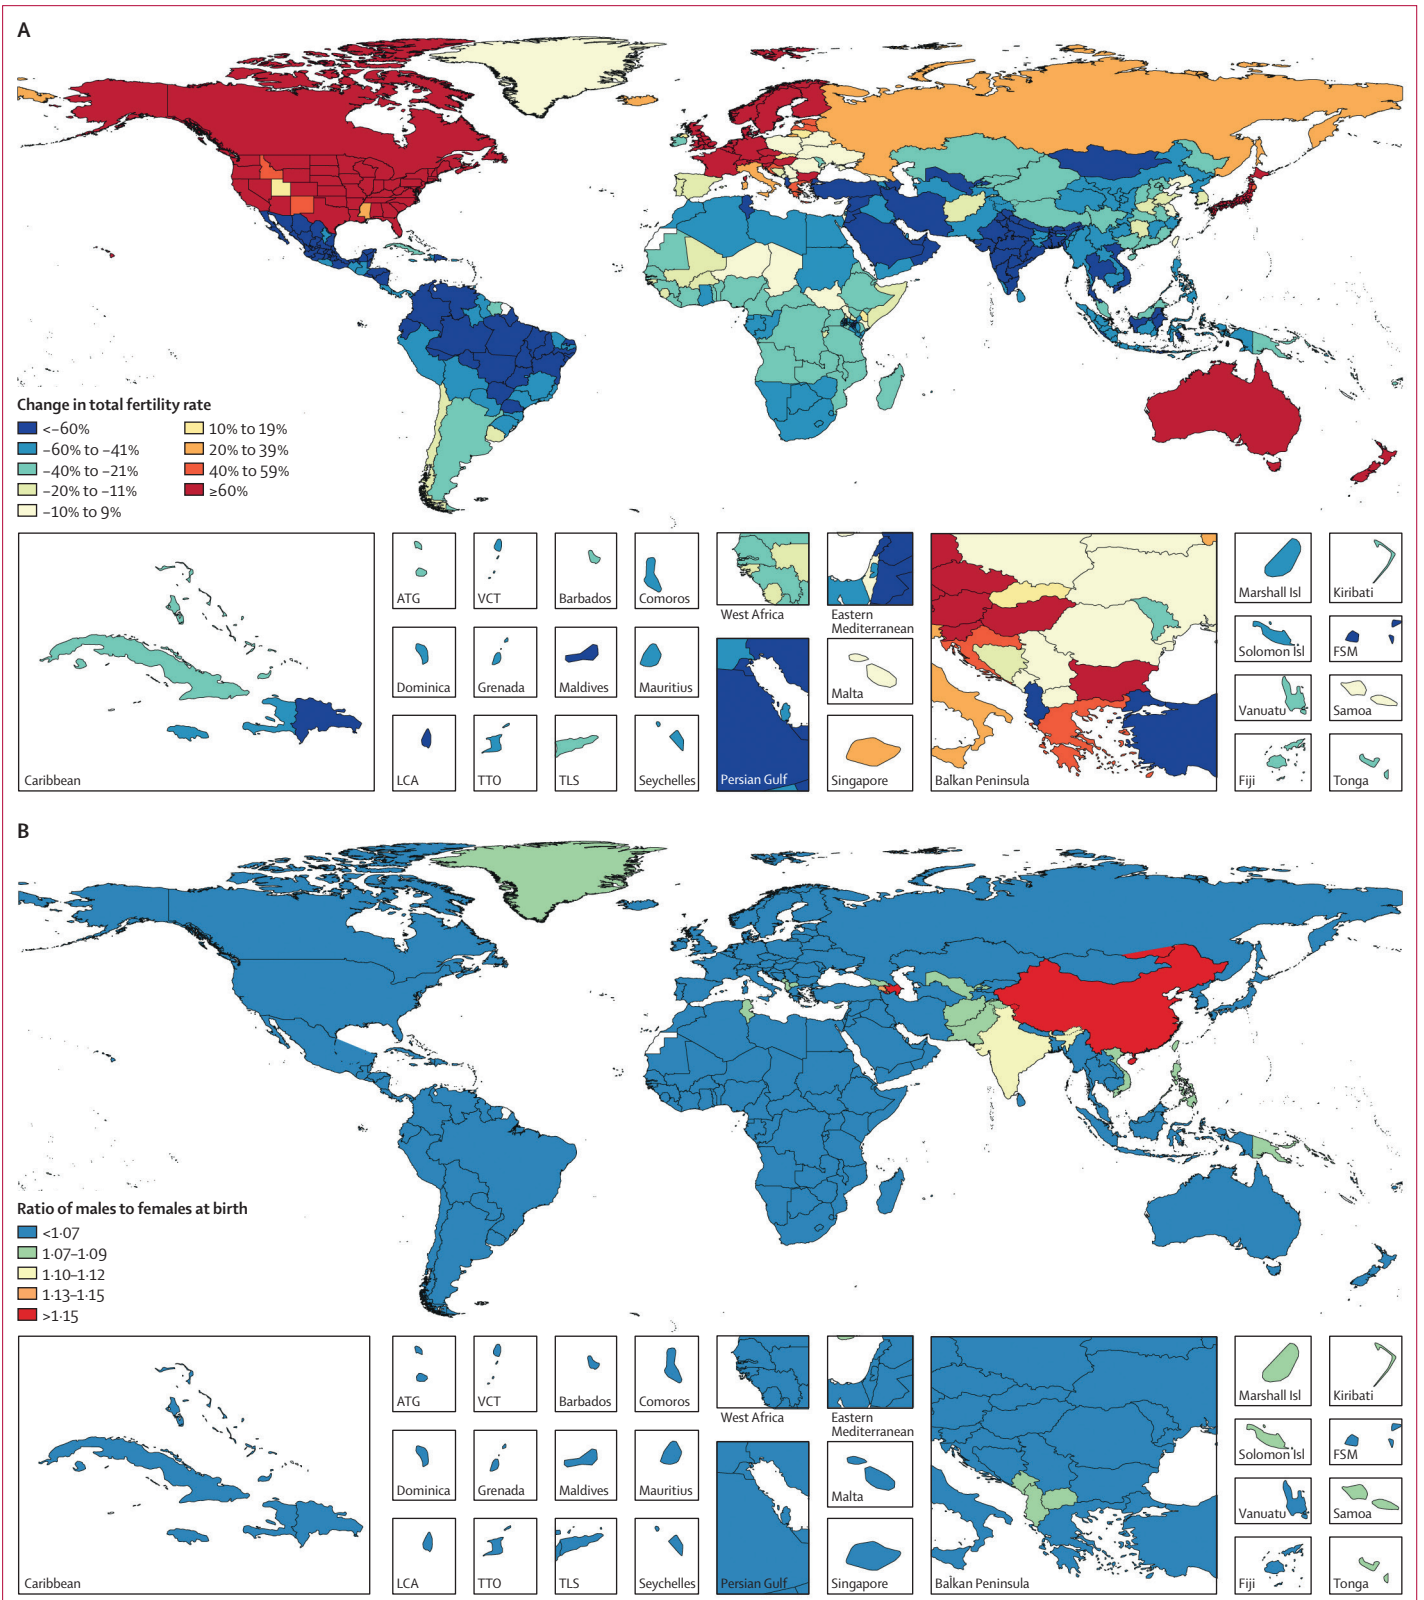 A
Change in total fertility rate
<–60%
–60% to –41%
–40% to –21%
–20% to –11%
–10% to 9%
10% to 19%
20% to 39%
40% to 59%
≥60%
Caribbean
ATG
VCT
Barbados
Comoros
Dominica
Grenada
Maldives
Mauritius
LCA
TTO
TLS
Seychelles
West Africa
Eastern
Mediterranean
Persian Gulf
Malta
Singapore
Balkan Peninsula
Marshall Isl
Kiribati
Solomon Isl
FSM
Vanuatu
Samoa
Fiji
Tonga
B
Ratio of males to females at birth
<1·07
1·07–1·09
1·10–1·12
1·13–1·15
>1·15
Caribbean
ATG
VCT
Barbados
Comoros
Dominica
Grenada
Maldives
Mauritius
LCA
TTO
TLS
Seychelles
West Africa
Eastern
Mediterranean
Persian Gulf
Malta
Singapore
Balkan Peninsula
Marshall Isl
Kiribati
Solomon Isl
FSM
Vanuatu
Samoa
Fiji
Tonga